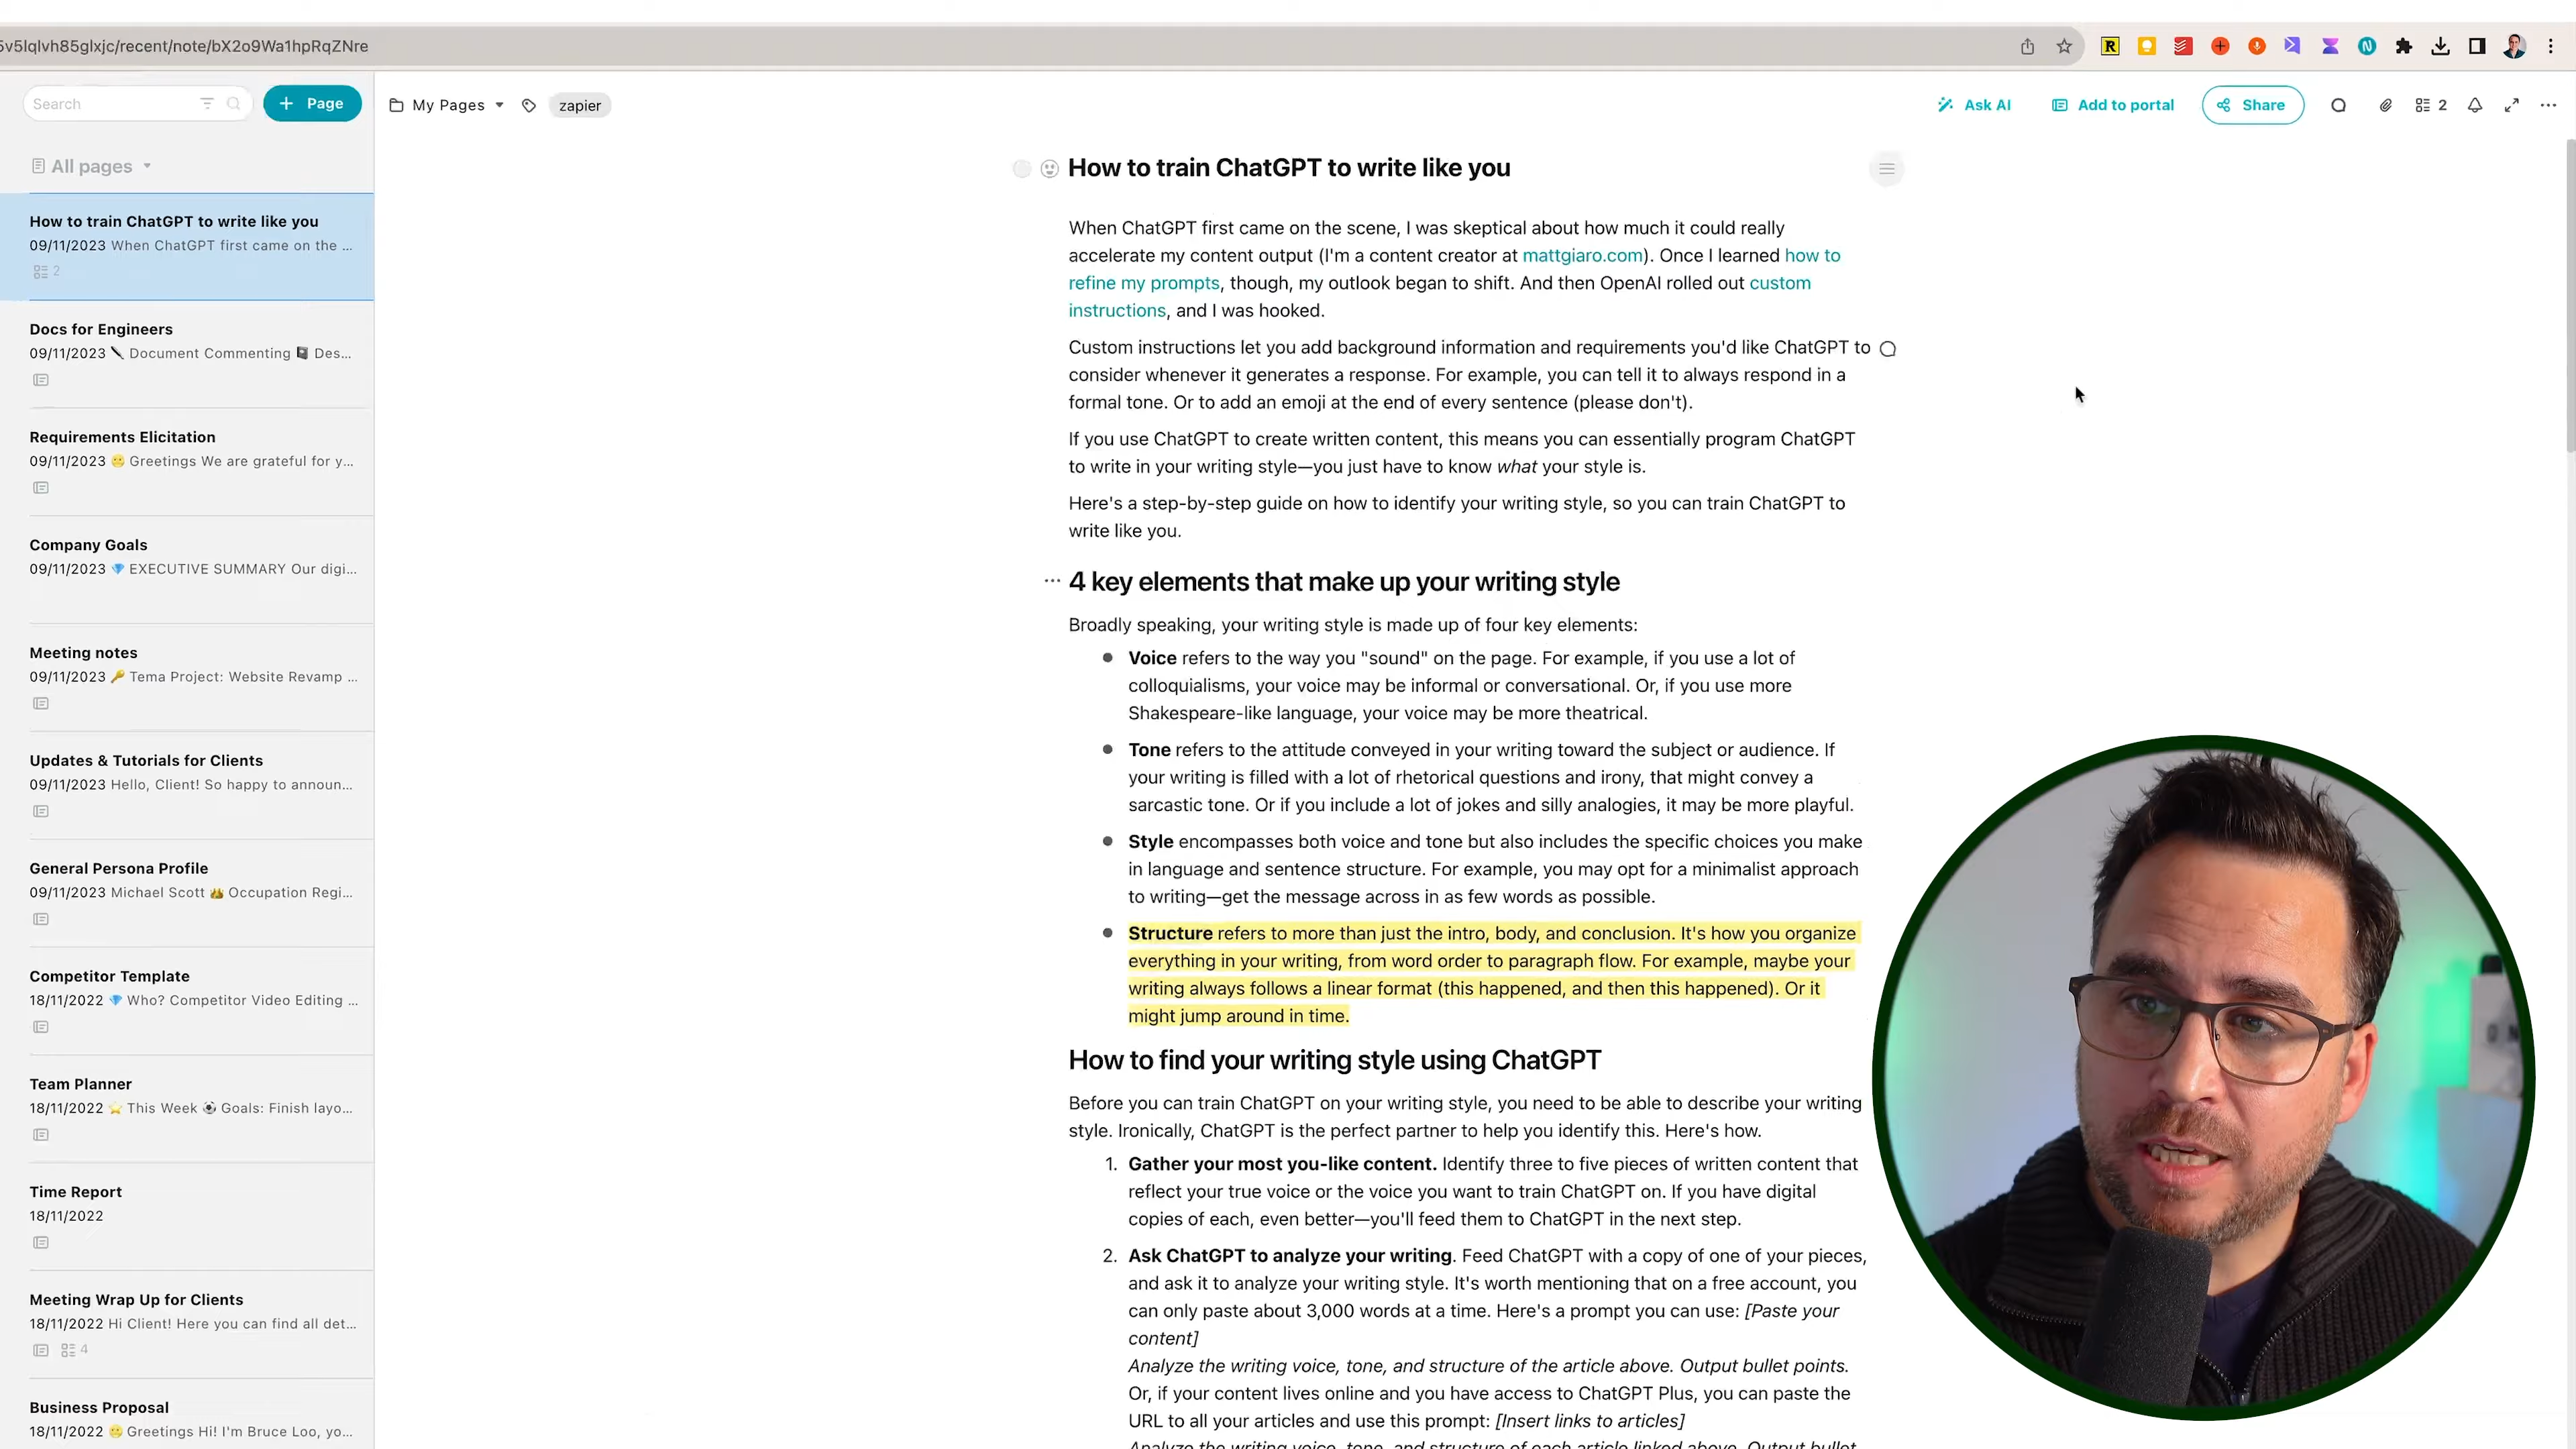 5v5lqlvh85glxjc/recent/note/bX2o9Wa1hpRqZNre
Search
+ Page
All pages
How to train ChatGPT to write like you
09/11/2023 When ChatGPT first came on the ...
2
Docs for Engineers
09/11/2023 Document Commenting Des...
Requirements Elicitation
09/11/2023 Greetings We are grateful for y...
Company Goals
09/11/2023 EXECUTIVE SUMMARY Our digi...
Meeting notes
09/11/2023 Tema Project: Website Revamp ...
Updates & Tutorials for Clients
09/11/2023 Hello, Client! So happy to announ...
General Persona Profile
09/11/2023 Michael Scott Occupation Regi...
Competitor Template
18/11/2022 Who? Competitor Video Editing ...
Team Planner
18/11/2022 This Week Goals: Finish layo...
Time Report
18/11/2022
Meeting Wrap Up for Clients
18/11/2022 Hi Client! Here you can find all det...
4
Business Proposal
18/11/2022 Greetings Hi! I'm Bruce Loo, yo...
My Pages zapier
Ask AI Add to portal Share 2
How to train ChatGPT to write like you
When ChatGPT first came on the scene, I was skeptical about how much it could really
accelerate my content output (I'm a content creator at mattgiaro.com). Once I learned how to
refine my prompts, though, my outlook began to shift. And then OpenAI rolled out custom
instructions, and I was hooked.
Custom instructions let you add background information and requirements you'd like ChatGPT to
consider whenever it generates a response. For example, you can tell it to always respond in a
formal tone. Or to add an emoji at the end of every sentence (please don't).
If you use ChatGPT to create written content, this means you can essentially program ChatGPT
to write in your writing style—you just have to know what your style is.
Here's a step-by-step guide on how to identify your writing style, so you can train ChatGPT to
write like you.
4 key elements that make up your writing style
Broadly speaking, your writing style is made up of four key elements:
Voice refers to the way you "sound" on the page. For example, if you use a lot of
colloquialisms, your voice may be informal or conversational. Or, if you use more
Shakespeare-like language, your voice may be more theatrical.
Tone refers to the attitude conveyed in your writing toward the subject or audience. If
your writing is filled with a lot of rhetorical questions and irony, that might convey a
sarcastic tone. Or if you include a lot of jokes and silly analogies, it may be more playful.
Style encompasses both voice and tone but also includes the specific choices you make
in language and sentence structure. For example, you may opt for a minimalist approach
to writing—get the message across in as few words as possible.
Structure refers to more than just the intro, body, and conclusion. It's how you organize
everything in your writing, from word order to paragraph flow. For example, maybe your
writing always follows a linear format (this happened, and then this happened). Or it
might jump around in time.
How to find your writing style using ChatGPT
Before you can train ChatGPT on your writing style, you need to be able to describe your writing
style. Ironically, ChatGPT is the perfect partner to help you identify this. Here's how.
1. Gather your most you-like content. Identify three to five pieces of written content that
reflect your true voice or the voice you want to train ChatGPT on. If you have digital
copies of each, even better—you'll feed them to ChatGPT in the next step.
2. Ask ChatGPT to analyze your writing. Feed ChatGPT with a copy of one of your pieces,
and ask it to analyze your writing style. It's worth mentioning that on a free account, you
can only paste about 3,000 words at a time. Here's a prompt you can use: [Paste your
content]
Analyze the writing voice, tone, and structure of the article above. Output bullet points.
Or, if your content lives online and you have access to ChatGPT Plus, you can paste the
URL to all your articles and use this prompt: [Insert links to articles]
Analyze the writing voice, tone, and structure of each article linked above. Output bullet